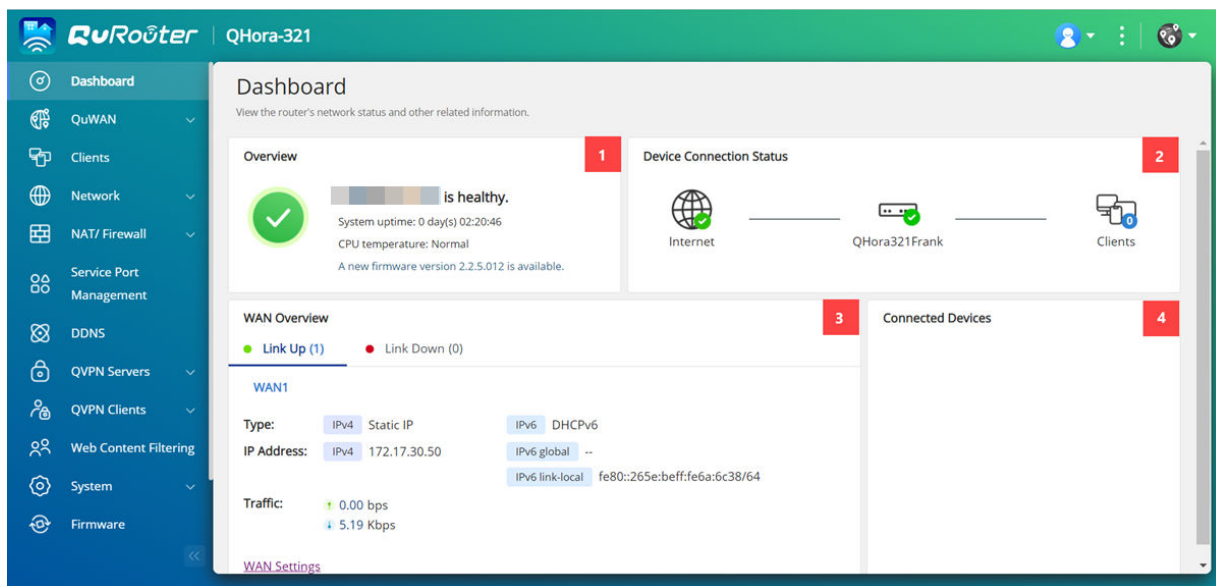 QuRouter QHora-321
Dashboard
QuWAN
Clients
Network
NAT/ Firewall
Service Port
Management
DDNS
QVPN Servers
QVPN Clients
Web Content Filtering
System
Firmware
Dashboard
View the router's network status and other related information.
Overview
1
is healthy.
System uptime: 0 day(s) 02:20:46
CPU temperature: Normal
A new firmware version 2.2.5.012 is available.
Device Connection Status
2
Internet
QHora321Frank
0
Clients
WAN Overview
3
Link Up (1) Link Down (0)
WAN1
Type: IPv4 Static IP IPv6 DHCPv6
IP Address: IPv4 172.17.30.50 IPv6 global --
IPv6 link-local fe80::265e:beff:fe6a:6c38/64
Traffic: 0.00 bps
5.19 Kbps
WAN Settings
Connected Devices
4